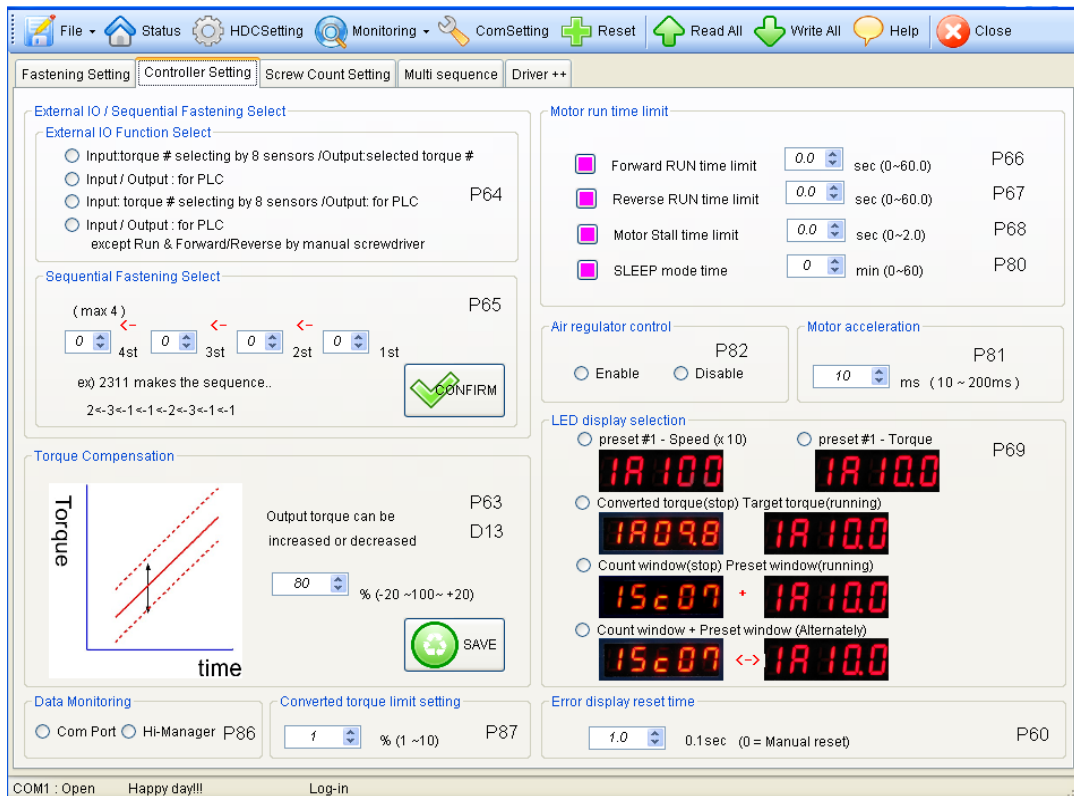 File Status HDCSetting Monitoring ComSetting Reset Read All Write All Help Close
Fastening Setting Controller Setting Screw Count Setting Multi sequence Driver ++
External IO / Sequential Fastening Select
External IO Function Select
Input:torque # selecting by 8 sensors /Output:selected torque #
Input / Output : for PLC
Input: torque # selecting by 8 sensors /Output: for PLC
P64
Input / Output : for PLC
except Run & Forward/Reverse by manual screwdriver
Sequential Fastening Select
P65
( max 4 )
<- <- <-
0 4st 0 3st 0 2st 0 1st
ex) 2311 makes the sequence..
2<-3<-1<-1<-2<-3<-1<-1
CONFIRM
Torque Compensation
Torque
time
P63
Output torque can be
increased or decreased
D13
80 % (-20 ~100~ +20)
SAVE
Data Monitoring
Com Port Hi-Manager P86
Converted torque limit setting
1 % (1 ~10) P87
Motor run time limit
Forward RUN time limit 0.0 sec (0~60.0) P66
Reverse RUN time limit 0.0 sec (0~60.0) P67
Motor Stall time limit 0.0 sec (0~2.0) P68
SLEEP mode time 0 min (0~60) P80
Air regulator control
P82
Enable Disable
Motor acceleration
P81
10 ms ( 10 ~ 200ms )
LED display selection
preset #1 - Speed (x 10) preset #1 - Torque P69
1A 100 1A 10.0
Converted torque(stop) Target torque(running)
1A09.8 1A 10.0
Count window(stop) Preset window(running)
1Sc07 + 1A 10.0
Count window + Preset window (Alternately)
1Sc07 <-> 1A 10.0
Error display reset time
1.0 0.1sec (0 = Manual reset) P60
COM1 : Open Happy day!!! Log-in